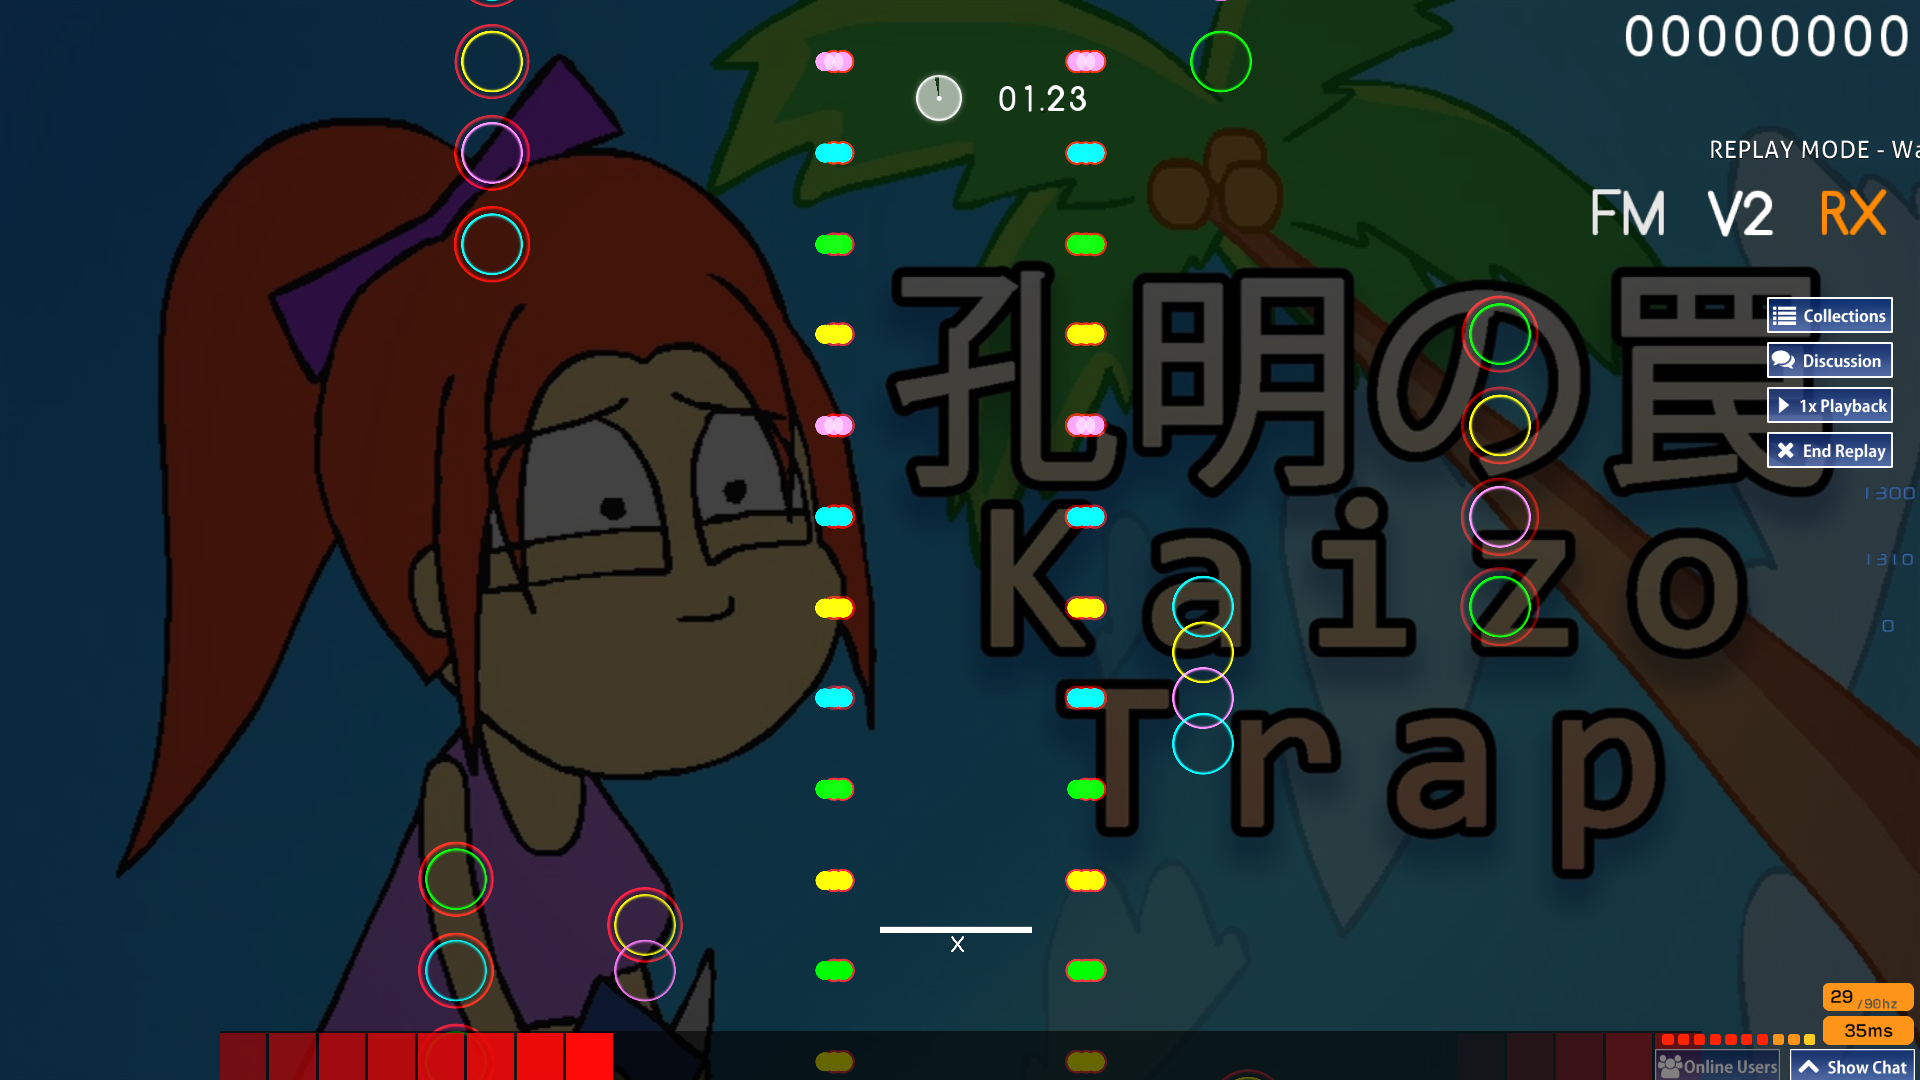 00000000
01.23
REPLAY MODE - Wa
FM V2 RX
孔明の罠
Kaizo
Trap
Collections
Discussion
1x Playback
End Replay
1300
1310
0
X
29 /90hz
35ms
Online Users
Show Chat